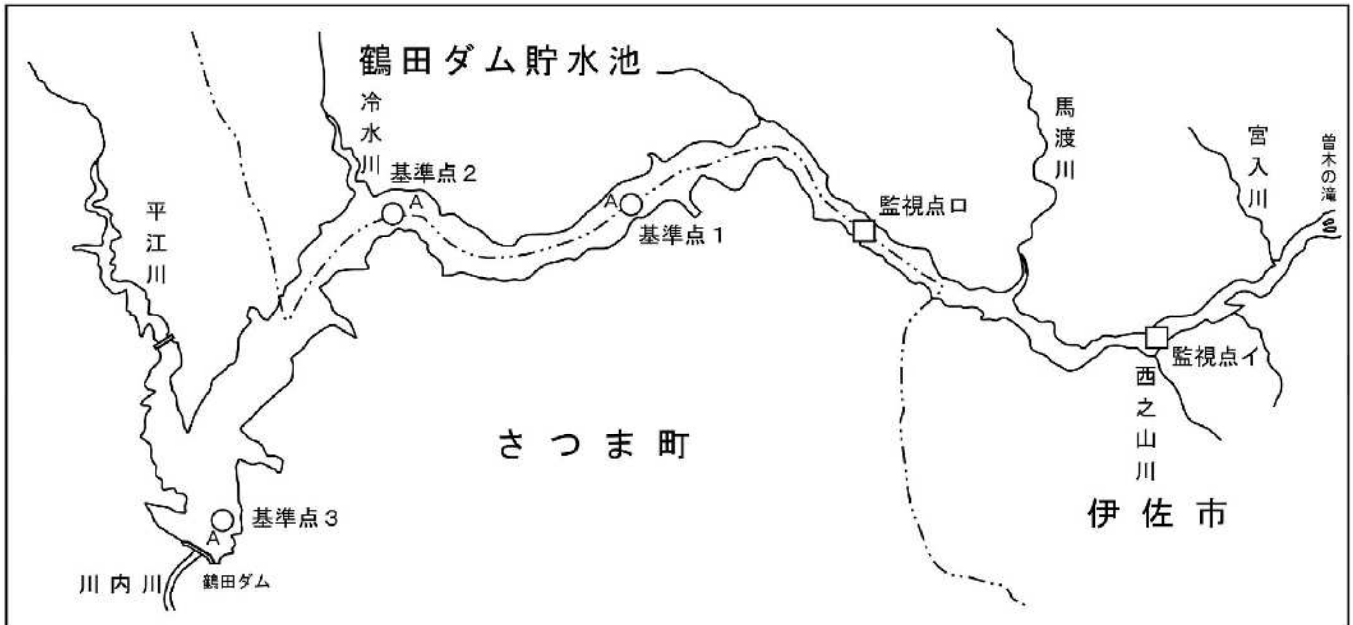 鶴田ダム貯水池
冷水川
基準点2
A
A
基準点1
平江川
監視点ロ
馬渡川
宮入川
曽木の滝
監視点イ
西之山川
さつま町
伊佐市
基準点3
A
川内川
鶴田ダム